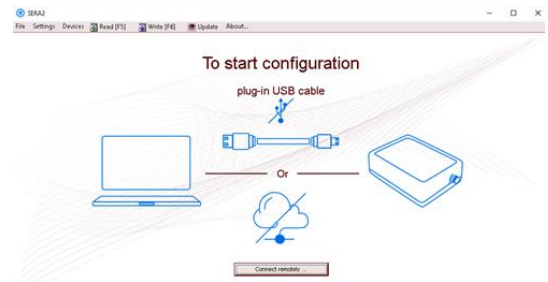 SERA2
File Settings Devices Read [F5] Write [F6] Update About...
To start configuration
plug-in USB cable
Or
Connect remotely ...